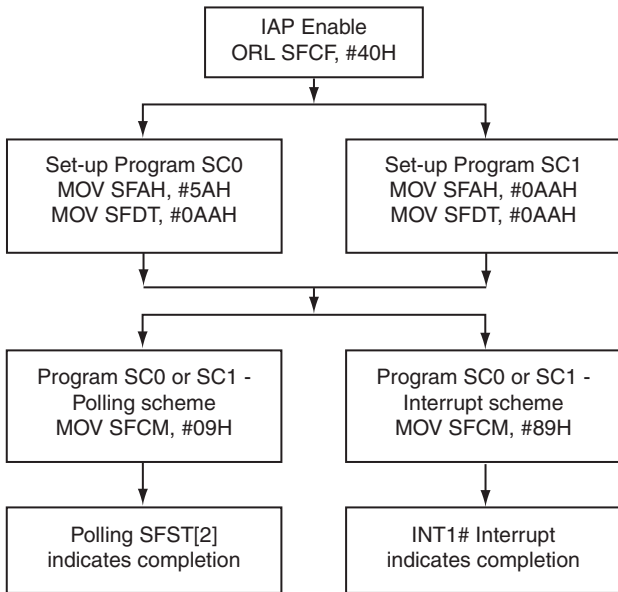 IAP Enable
ORL SFCF, #40H
Set-up Program SC0
MOV SFAH, #5AH
MOV SFDT, #0AAH
Set-up Program SC1
MOV SFAH, #0AAH
MOV SFDT, #0AAH
Program SC0 or SC1 -
Polling scheme
MOV SFCM, #09H
Program SC0 or SC1 -
Interrupt scheme
MOV SFCM, #89H
Polling SFST[2]
indicates completion
INT1# Interrupt
indicates completion